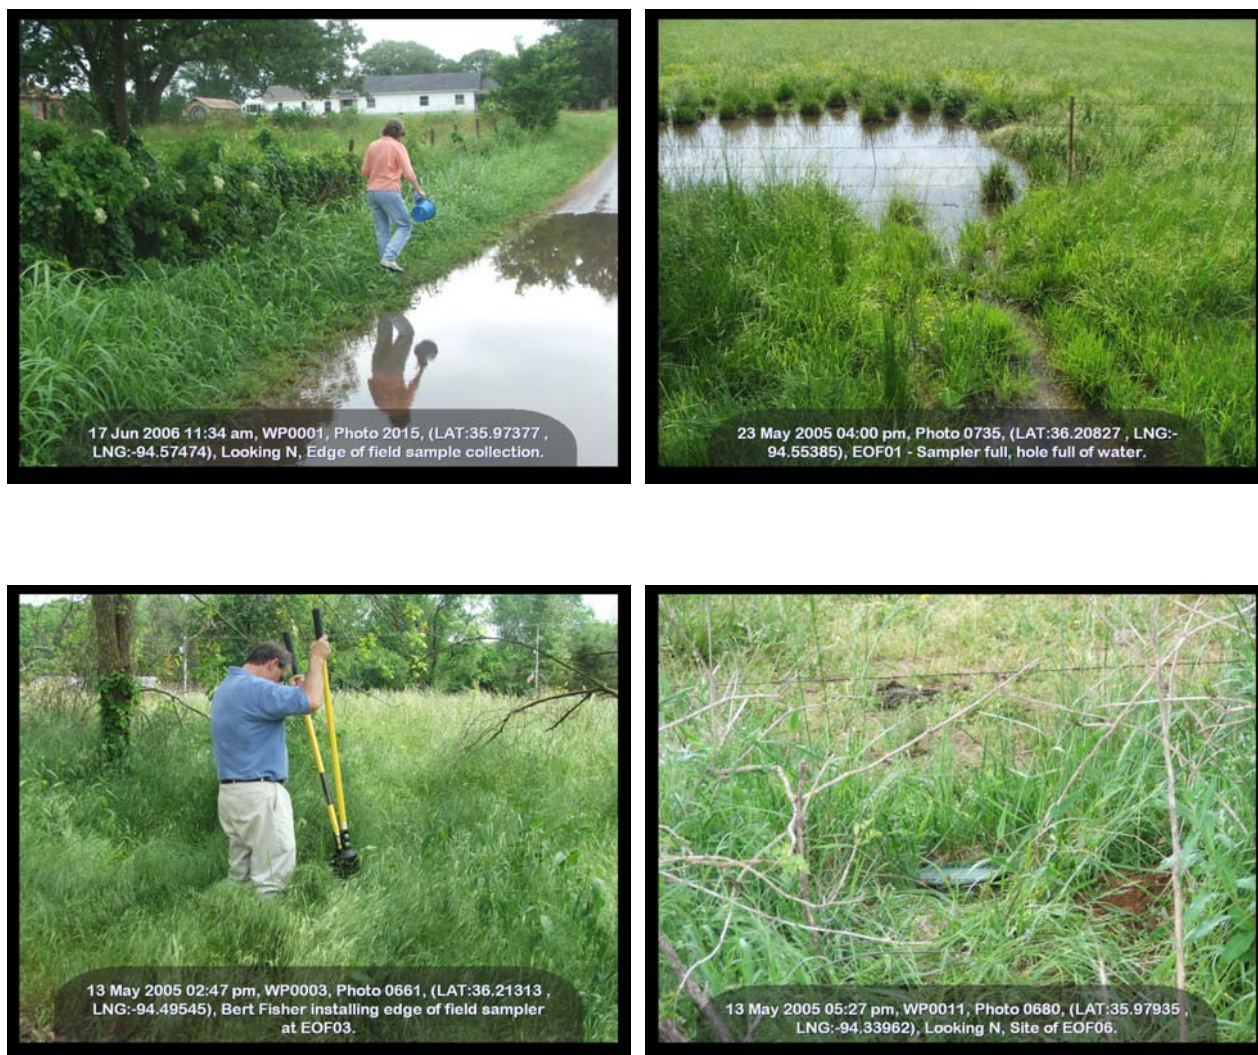 17 Jun 2006 11:34 am, WP0001, Photo 2015, (LAT:35.97377 ,
LNG:-94.57474), Looking N, Edge of field sample collection.
23 May 2005 04:00 pm, Photo 0735, (LAT:36.20827 , LNG:-
94.55385), EOF01 - Sampler full, hole full of water.
13 May 2005 02:47 pm, WP0003, Photo 0661, (LAT:36.21313 ,
LNG:-94.49545), Bert Fisher installing edge of field sampler
at EOF03.
13 May 2005 05:27 pm, WP0011, Photo 0680, (LAT:35.97935 ,
LNG:-94.33962), Looking N, Site of EOF06.